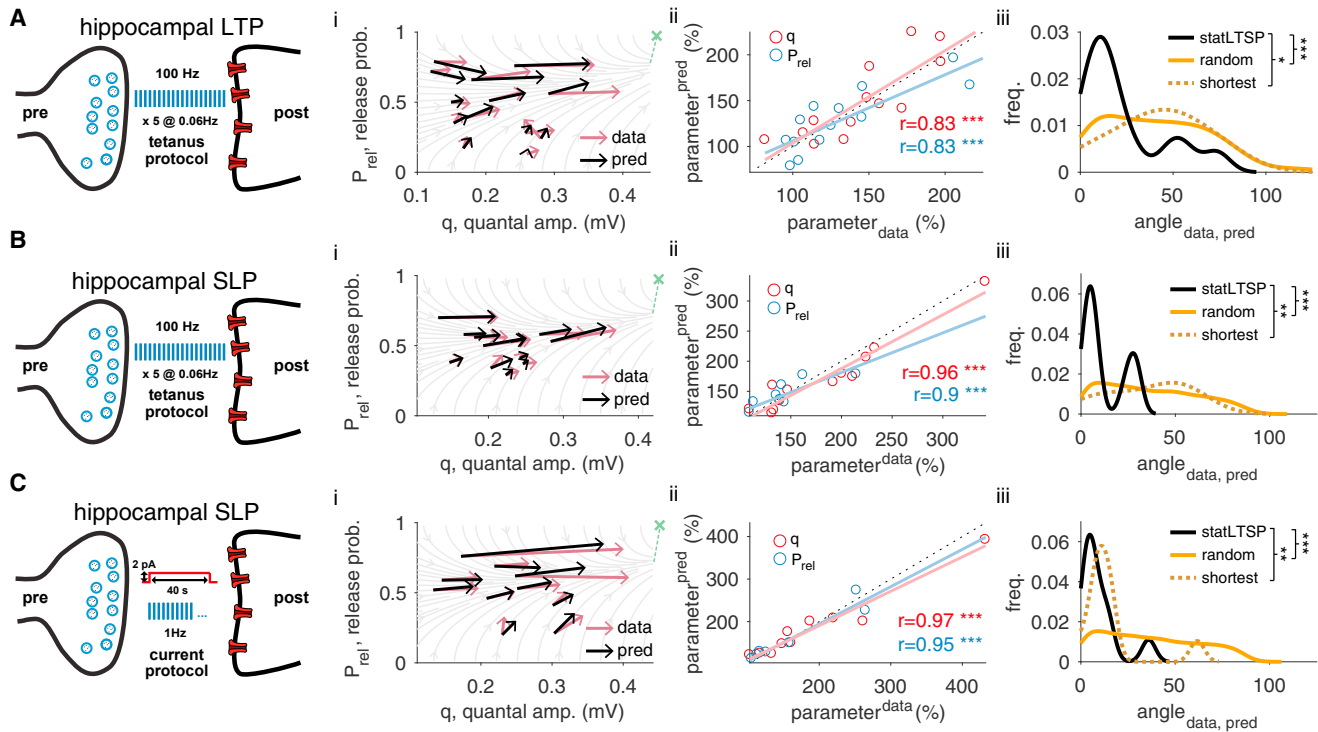 A
hippocampal LTP
pre
100 Hz
x 5 @ 0.06Hz
tetanus
protocol
post
i
P_rel, release prob.
1
0.5
0
0.1 0.2 0.3 0.4
q, quantal amp. (mV)
data
pred
ii
parameter^pred (%)
200
150
100
100 150 200
parameter_data (%)
q
P_rel
r=0.83 ***
r=0.83 ***
iii
freq.
0.03
0.02
0.01
0
0 50 100
angle_data, pred
statLTSP
random
shortest
*
***
B
hippocampal SLP
pre
100 Hz
x 5 @ 0.06Hz
tetanus
protocol
post
i
P_rel, release prob.
1
0.5
0
0.2 0.3 0.4
q, quantal amp. (mV)
data
pred
ii
parameter^pred (%)
300
250
200
150
150 200 250 300
parameter^data (%)
q
P_rel
r=0.96 ***
r=0.9 ***
iii
freq.
0.06
0.04
0.02
0
0 50 100
angle_data, pred
statLTSP
random
shortest
**
***
C
hippocampal SLP
pre
2 pA
40 s
...
1Hz
current
protocol
post
i
P_rel, release prob.
1
0.5
0
0.2 0.3 0.4
q, quantal amp. (mV)
data
pred
ii
parameter^pred (%)
400
300
200
200 300 400
parameter^data (%)
q
P_rel
r=0.97 ***
r=0.95 ***
iii
freq.
0.06
0.04
0.02
0
0 50 100
angle_data, pred
statLTSP
random
shortest
**
***